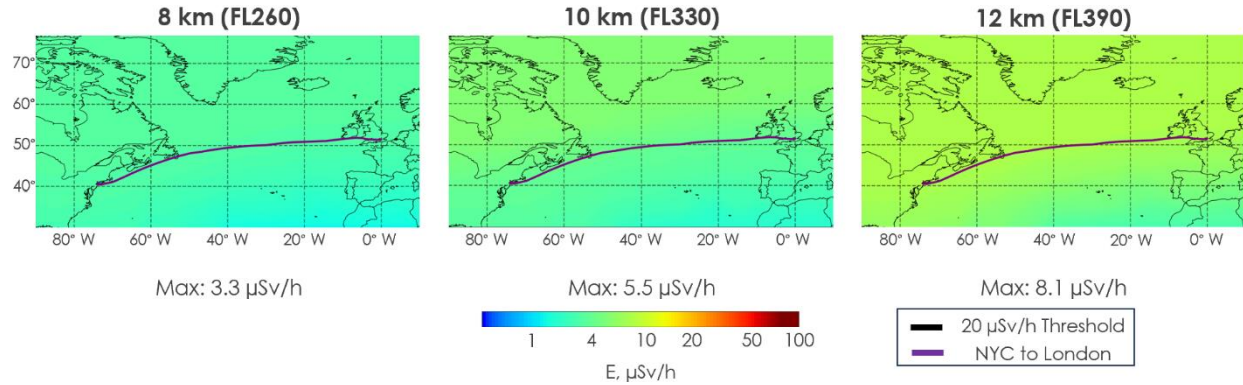 8 km (FL260)
10 km (FL330)
12 km (FL390)
70°
60°
50°
40°
80° W 60° W 40° W 20° W 0° W
80° W 60° W 40° W 20° W 0° W
80° W 60° W 40° W 20° W 0° W
Max: 3.3 µSv/h
Max: 5.5 µSv/h
Max: 8.1 µSv/h
1 4 10 20 50 100
E, µSv/h
20 µSv/h Threshold
NYC to London